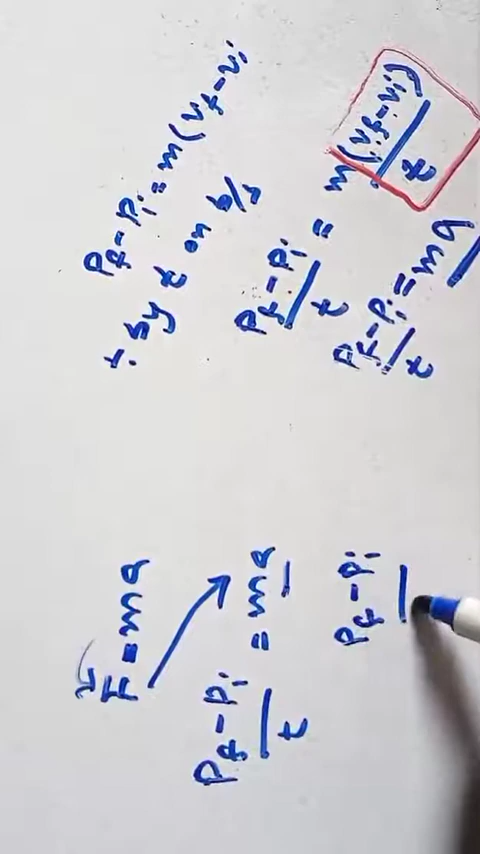 Pf - Pi = m(vf - vi
÷ by t on b/s
Pf - Pi / t = m (vf - vi) / t
Pf - Pi / t = ma
F = ma
Pf - Pi / t = ma
Pf - Pi